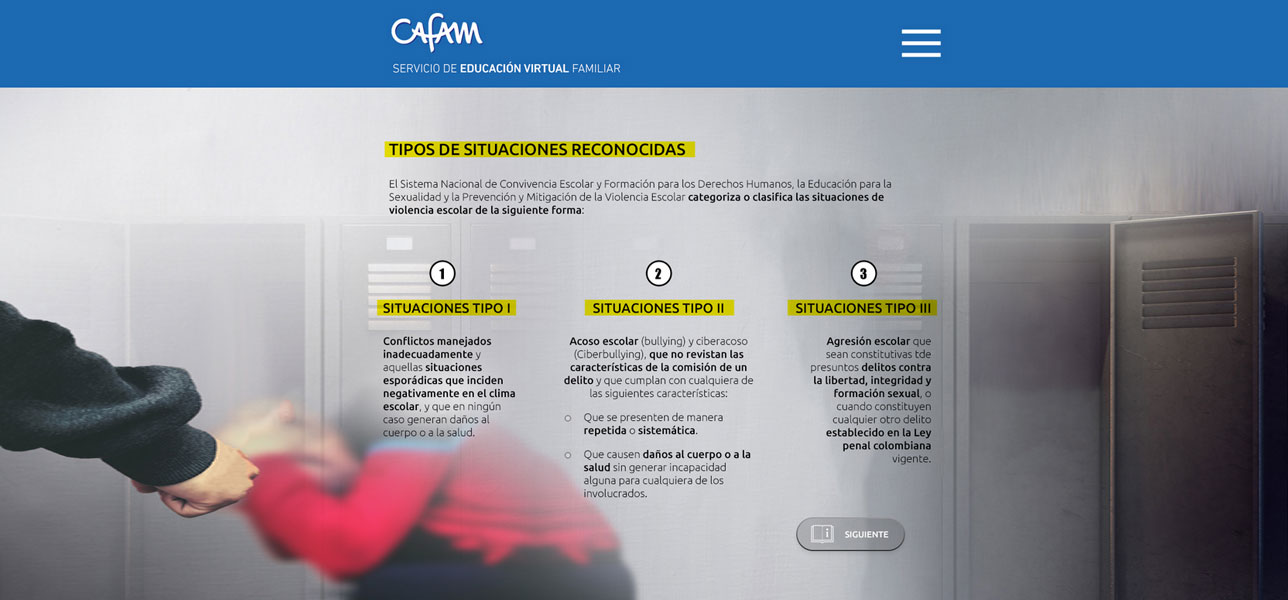 CAFAM
SERVICIO DE EDUCACIÓN VIRTUAL FAMILIAR
TIPOS DE SITUACIONES RECONOCIDAS
El Sistema Nacional de Convivencia Escolar y Formación para los Derechos Humanos, la Educación para la
Sexualidad y la Prevención y Mitigación de la Violencia Escolar categoriza o clasifica las situaciones de
violencia escolar de la siguiente forma:
1
SITUACIONES TIPO I
Conflictos manejados
inadecuadamente y
aquellas situaciones
esporádicas que inciden
negativamente en el clima
escolar, y que en ningún
caso generan daños al
cuerpo o a la salud.
2
SITUACIONES TIPO II
Acoso escolar (bullying) y ciberacoso
(Ciberbullying), que no revistan las
características de la comisión de un
delito y que cumplan con cualquiera de
las siguientes características:
Que se presenten de manera
repetida o sistemática.
Que causen daños al cuerpo o a la
salud sin generar incapacidad
alguna para cualquiera de los
involucrados.
3
SITUACIONES TIPO III
Agresión escolar que
sean constitutivas tde
presuntos delitos contra
la libertad, integridad y
formación sexual, o
cuando constituyen
cualquier otro delito
establecido en la Ley
penal colombiana
vigente.
i
SIGUIENTE